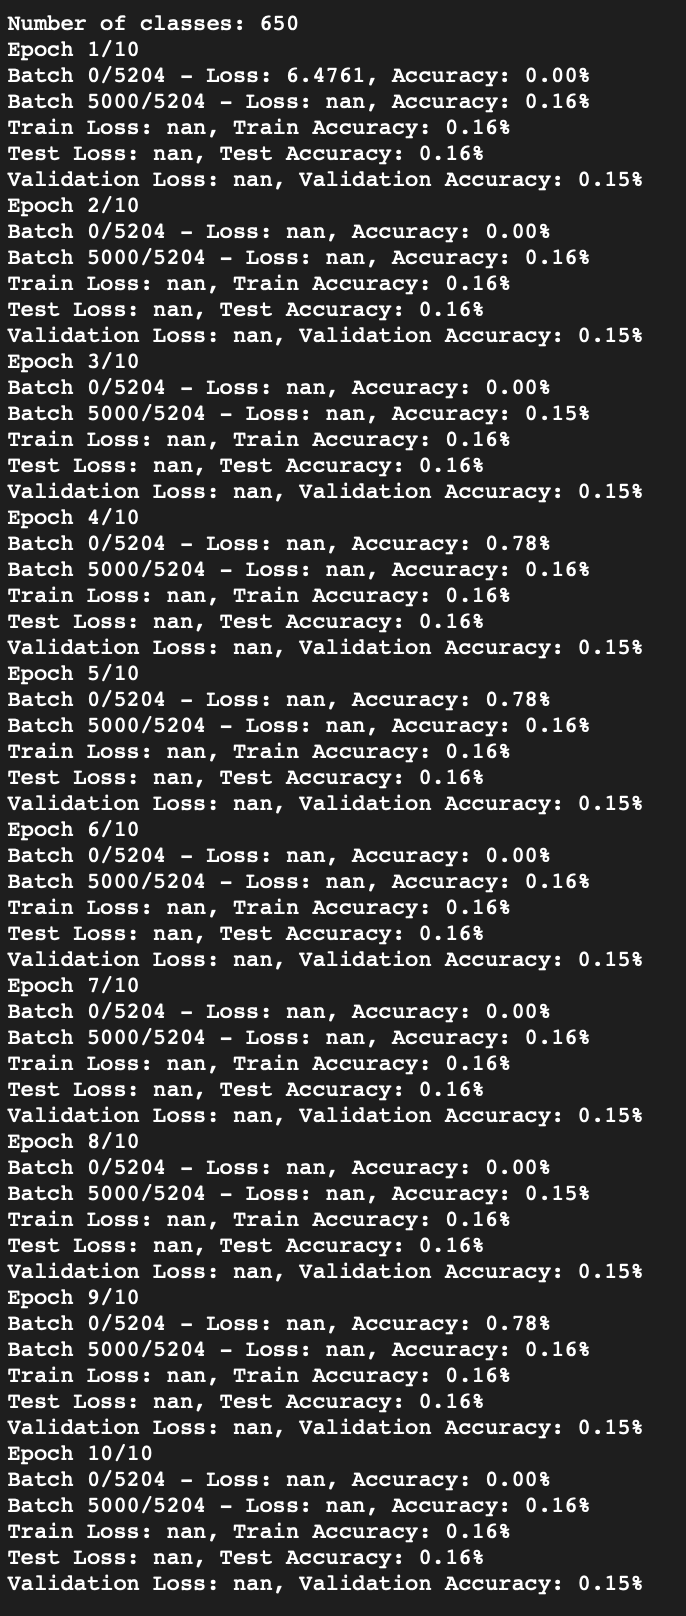 Number of classes: 650
Epoch 1/10
Batch 0/5204 - Loss: 6.4761, Accuracy: 0.00%
Batch 5000/5204 - Loss: nan, Accuracy: 0.16%
Train Loss: nan, Train Accuracy: 0.16%
Test Loss: nan, Test Accuracy: 0.16%
Validation Loss: nan, Validation Accuracy: 0.15%
Epoch 2/10
Batch 0/5204 - Loss: nan, Accuracy: 0.00%
Batch 5000/5204 - Loss: nan, Accuracy: 0.16%
Train Loss: nan, Train Accuracy: 0.16%
Test Loss: nan, Test Accuracy: 0.16%
Validation Loss: nan, Validation Accuracy: 0.15%
Epoch 3/10
Batch 0/5204 - Loss: nan, Accuracy: 0.00%
Batch 5000/5204 - Loss: nan, Accuracy: 0.15%
Train Loss: nan, Train Accuracy: 0.16%
Test Loss: nan, Test Accuracy: 0.16%
Validation Loss: nan, Validation Accuracy: 0.15%
Epoch 4/10
Batch 0/5204 - Loss: nan, Accuracy: 0.78%
Batch 5000/5204 - Loss: nan, Accuracy: 0.16%
Train Loss: nan, Train Accuracy: 0.16%
Test Loss: nan, Test Accuracy: 0.16%
Validation Loss: nan, Validation Accuracy: 0.15%
Epoch 5/10
Batch 0/5204 - Loss: nan, Accuracy: 0.78%
Batch 5000/5204 - Loss: nan, Accuracy: 0.16%
Train Loss: nan, Train Accuracy: 0.16%
Test Loss: nan, Test Accuracy: 0.16%
Validation Loss: nan, Validation Accuracy: 0.15%
Epoch 6/10
Batch 0/5204 - Loss: nan, Accuracy: 0.00%
Batch 5000/5204 - Loss: nan, Accuracy: 0.16%
Train Loss: nan, Train Accuracy: 0.16%
Test Loss: nan, Test Accuracy: 0.16%
Validation Loss: nan, Validation Accuracy: 0.15%
Epoch 7/10
Batch 0/5204 - Loss: nan, Accuracy: 0.00%
Batch 5000/5204 - Loss: nan, Accuracy: 0.16%
Train Loss: nan, Train Accuracy: 0.16%
Test Loss: nan, Test Accuracy: 0.16%
Validation Loss: nan, Validation Accuracy: 0.15%
Epoch 8/10
Batch 0/5204 - Loss: nan, Accuracy: 0.00%
Batch 5000/5204 - Loss: nan, Accuracy: 0.15%
Train Loss: nan, Train Accuracy: 0.16%
Test Loss: nan, Test Accuracy: 0.16%
Validation Loss: nan, Validation Accuracy: 0.15%
Epoch 9/10
Batch 0/5204 - Loss: nan, Accuracy: 0.78%
Batch 5000/5204 - Loss: nan, Accuracy: 0.16%
Train Loss: nan, Train Accuracy: 0.16%
Test Loss: nan, Test Accuracy: 0.16%
Validation Loss: nan, Validation Accuracy: 0.15%
Epoch 10/10
Batch 0/5204 - Loss: nan, Accuracy: 0.00%
Batch 5000/5204 - Loss: nan, Accuracy: 0.16%
Train Loss: nan, Train Accuracy: 0.16%
Test Loss: nan, Test Accuracy: 0.16%
Validation Loss: nan, Validation Accuracy: 0.15%